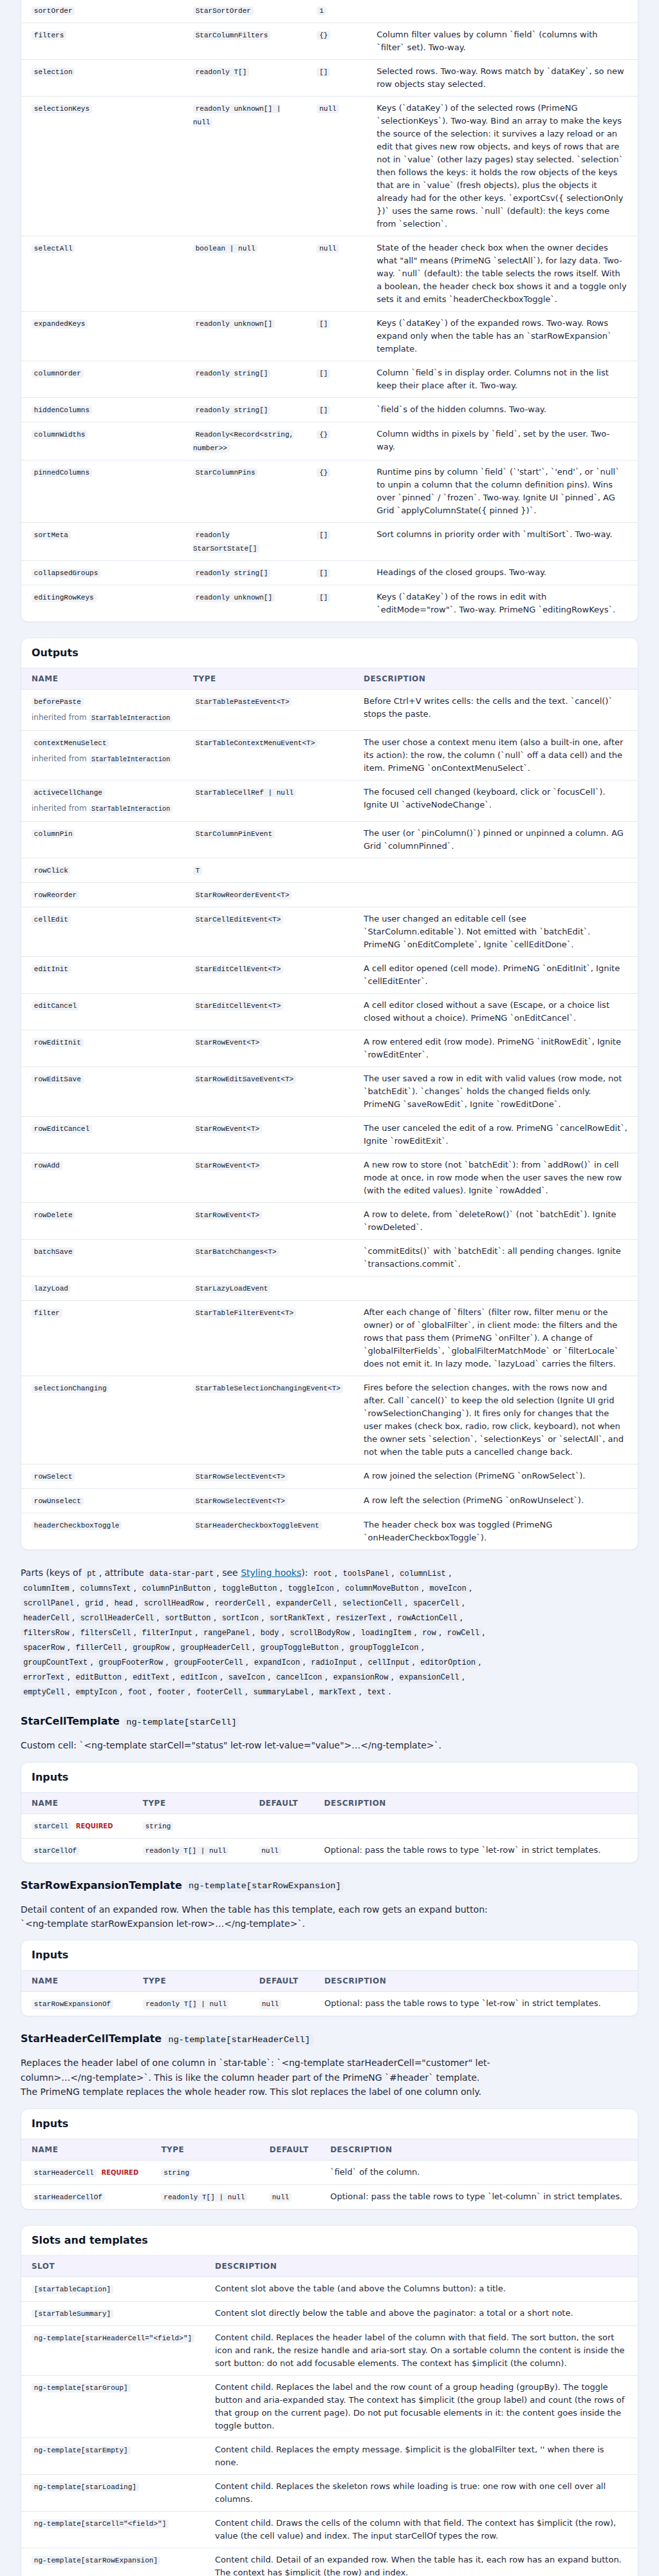 sortOrder StarSortOrder 1
filters StarColumnFilters {} Column filter values by column `field` (columns with
`filter` set). Two-way.
selection readonly T[] [] Selected rows. Two-way. Rows match by `dataKey`, so new
row objects stay selected.
selectionKeys readonly unknown[] | null Keys (`dataKey`) of the selected rows (PrimeNG
null `selectionKeys`). Two-way. Bind an array to make the keys
the source of the selection: it survives a lazy reload or an
edit that gives new row objects, and keys of rows that are
not in `value` (other lazy pages) stay selected. `selection`
then follows the keys: it holds the row objects of the keys
that are in `value` (fresh objects), plus the objects it
already had for the other keys. `exportCsv({ selectionOnly
})` uses the same rows. `null` (default): the keys come
from `selection`.
selectAll boolean | null null State of the header check box when the owner decides
what "all" means (PrimeNG `selectAll`), for lazy data. Two-
way. `null` (default): the table selects the rows itself. With
a boolean, the header check box shows it and a toggle only
sets it and emits `headerCheckboxToggle`.
expandedKeys readonly unknown[] [] Keys (`dataKey`) of the expanded rows. Two-way. Rows
expand only when the table has an `starRowExpansion`
template.
columnOrder readonly string[] [] Column `field`s in display order. Columns not in the list
keep their place after it. Two-way.
hiddenColumns readonly string[] [] `field`s of the hidden columns. Two-way.
columnWidths Readonly<Record<string, {} Column widths in pixels by `field`, set by the user. Two-
number>> way.
pinnedColumns StarColumnPins {} Runtime pins by column `field` (`'start'`, `'end'`, or `null`
to unpin a column that the column definition pins). Wins
over `pinned` / `frozen`. Two-way. Ignite UI `pinned`, AG
Grid `applyColumnState({ pinned })`.
sortMeta readonly [] Sort columns in priority order with `multiSort`. Two-way.
StarSortState[]
collapsedGroups readonly string[] [] Headings of the closed groups. Two-way.
editingRowKeys readonly unknown[] [] Keys (`dataKey`) of the rows in edit with
`editMode="row"`. Two-way. PrimeNG `editingRowKeys`.
Outputs
NAME TYPE DESCRIPTION
beforePaste StarTablePasteEvent<T> Before Ctrl+V writes cells: the cells and the text. `cancel()`
inherited from StarTableInteraction stops the paste.
contextMenuSelect StarTableContextMenuEvent<T> The user chose a context menu item (also a built-in one, after
inherited from StarTableInteraction its action): the row, the column (`null` off a data cell) and the
item. PrimeNG `onContextMenuSelect`.
activeCellChange StarTableCellRef | null The focused cell changed (keyboard, click or `focusCell`).
inherited from StarTableInteraction Ignite UI `activeNodeChange`.
columnPin StarColumnPinEvent The user (or `pinColumn()`) pinned or unpinned a column. AG
Grid `columnPinned`.
rowClick T
rowReorder StarRowReorderEvent<T>
cellEdit StarCellEditEvent<T> The user changed an editable cell (see
`StarColumn.editable`). Not emitted with `batchEdit`.
PrimeNG `onEditComplete`, Ignite `cellEditDone`.
editInit StarEditCellEvent<T> A cell editor opened (cell mode). PrimeNG `onEditInit`, Ignite
`cellEditEnter`.
editCancel StarEditCellEvent<T> A cell editor closed without a save (Escape, or a choice list
closed without a choice). PrimeNG `onEditCancel`.
rowEditInit StarRowEvent<T> A row entered edit (row mode). PrimeNG `initRowEdit`, Ignite
`rowEditEnter`.
rowEditSave StarRowEditSaveEvent<T> The user saved a row in edit with valid values (row mode, not
`batchEdit`). `changes` holds the changed fields only.
PrimeNG `saveRowEdit`, Ignite `rowEditDone`.
rowEditCancel StarRowEvent<T> The user canceled the edit of a row. PrimeNG `cancelRowEdit`,
Ignite `rowEditExit`.
rowAdd StarRowEvent<T> A new row to store (not `batchEdit`): from `addRow()` in cell
mode at once, in row mode when the user saves the new row
(with the edited values). Ignite `rowAdded`.
rowDelete StarRowEvent<T> A row to delete, from `deleteRow()` (not `batchEdit`). Ignite
`rowDeleted`.
batchSave StarBatchChanges<T> `commitEdits()` with `batchEdit`: all pending changes. Ignite
`transactions.commit`.
lazyLoad StarLazyLoadEvent
filter StarTableFilterEvent<T> After each change of `filters` (filter row, filter menu or the
owner) or of `globalFilter`, in client mode: the filters and the
rows that pass them (PrimeNG `onFilter`). A change of
`globalFilterFields`, `globalFilterMatchMode` or `filterLocale`
does not emit it. In lazy mode, `lazyLoad` carries the filters.
selectionChanging StarTableSelectionChangingEvent<T> Fires before the selection changes, with the rows now and
after. Call `cancel()` to keep the old selection (Ignite UI grid
`rowSelectionChanging`). It fires only for changes that the
user makes (check box, radio, row click, keyboard), not when
the owner sets `selection`, `selectionKeys` or `selectAll`, and
not when the table puts a cancelled change back.
rowSelect StarRowSelectEvent<T> A row joined the selection (PrimeNG `onRowSelect`).
rowUnselect StarRowSelectEvent<T> A row left the selection (PrimeNG `onRowUnselect`).
headerCheckboxToggle StarHeaderCheckboxToggleEvent The header check box was toggled (PrimeNG
`onHeaderCheckboxToggle`).
Parts (keys of pt , attribute data-star-part , see Styling hooks): root , toolsPanel , columnList ,
columnItem , columnsText , columnPinButton , toggleButton , toggleIcon , columnMoveButton , moveIcon ,
scrollPanel , grid , head , scrollHeadRow , reorderCell , expanderCell , selectionCell , spacerCell ,
headerCell , scrollHeaderCell , sortButton , sortIcon , sortRankText , resizerText , rowActionCell ,
filtersRow , filtersCell , filterInput , rangePanel , body , scrollBodyRow , loadingItem , row , rowCell ,
spacerRow , fillerCell , groupRow , groupHeaderCell , groupToggleButton , groupToggleIcon ,
groupCountText , groupFooterRow , groupFooterCell , expandIcon , radioInput , cellInput , editorOption ,
errorText , editButton , editText , editIcon , saveIcon , cancelIcon , expansionRow , expansionCell ,
emptyCell , emptyIcon , foot , footer , footerCell , summaryLabel , markText , text .
StarCellTemplate ng-template[starCell]
Custom cell: `<ng-template starCell="status" let-row let-value="value">…</ng-template>`.
Inputs
NAME TYPE DEFAULT DESCRIPTION
starCell REQUIRED string
starCellOf readonly T[] | null null Optional: pass the table rows to type `let-row` in strict templates.
StarRowExpansionTemplate ng-template[starRowExpansion]
Detail content of an expanded row. When the table has this template, each row gets an expand button:
`<ng-template starRowExpansion let-row>…</ng-template>`.
Inputs
NAME TYPE DEFAULT DESCRIPTION
starRowExpansionOf readonly T[] | null null Optional: pass the table rows to type `let-row` in strict templates.
StarHeaderCellTemplate ng-template[starHeaderCell]
Replaces the header label of one column in `star-table`: `<ng-template starHeaderCell="customer" let-
column>…</ng-template>`. This is like the column header part of the PrimeNG `#header` template.
The PrimeNG template replaces the whole header row. This slot replaces the label of one column only.
Inputs
NAME TYPE DEFAULT DESCRIPTION
starHeaderCell REQUIRED string `field` of the column.
starHeaderCellOf readonly T[] | null null Optional: pass the table rows to type `let-column` in strict templates.
Slots and templates
SLOT DESCRIPTION
[starTableCaption] Content slot above the table (and above the Columns button): a title.
[starTableSummary] Content slot directly below the table and above the paginator: a total or a short note.
ng-template[starHeaderCell="<field>"] Content child. Replaces the header label of the column with that field. The sort button, the sort
icon and rank, the resize handle and aria-sort stay. On a sortable column the content is inside the
sort button: do not add focusable elements. The context has $implicit (the column).
ng-template[starGroup] Content child. Replaces the label and the row count of a group heading (groupBy). The toggle
button and aria-expanded stay. The context has $implicit (the group label) and count (the rows of
that group on the current page). Do not put focusable elements in it: the content goes inside the
toggle button.
ng-template[starEmpty] Content child. Replaces the empty message. $implicit is the globalFilter text, '' when there is
none.
ng-template[starLoading] Content child. Replaces the skeleton rows while loading is true: one row with one cell over all
columns.
ng-template[starCell="<field>"] Content child. Draws the cells of the column with that field. The context has $implicit (the row),
value (the cell value) and index. The input starCellOf types the row.
ng-template[starRowExpansion] Content child. Detail of an expanded row. When the table has it, each row has an expand button.
The context has $implicit (the row) and index.